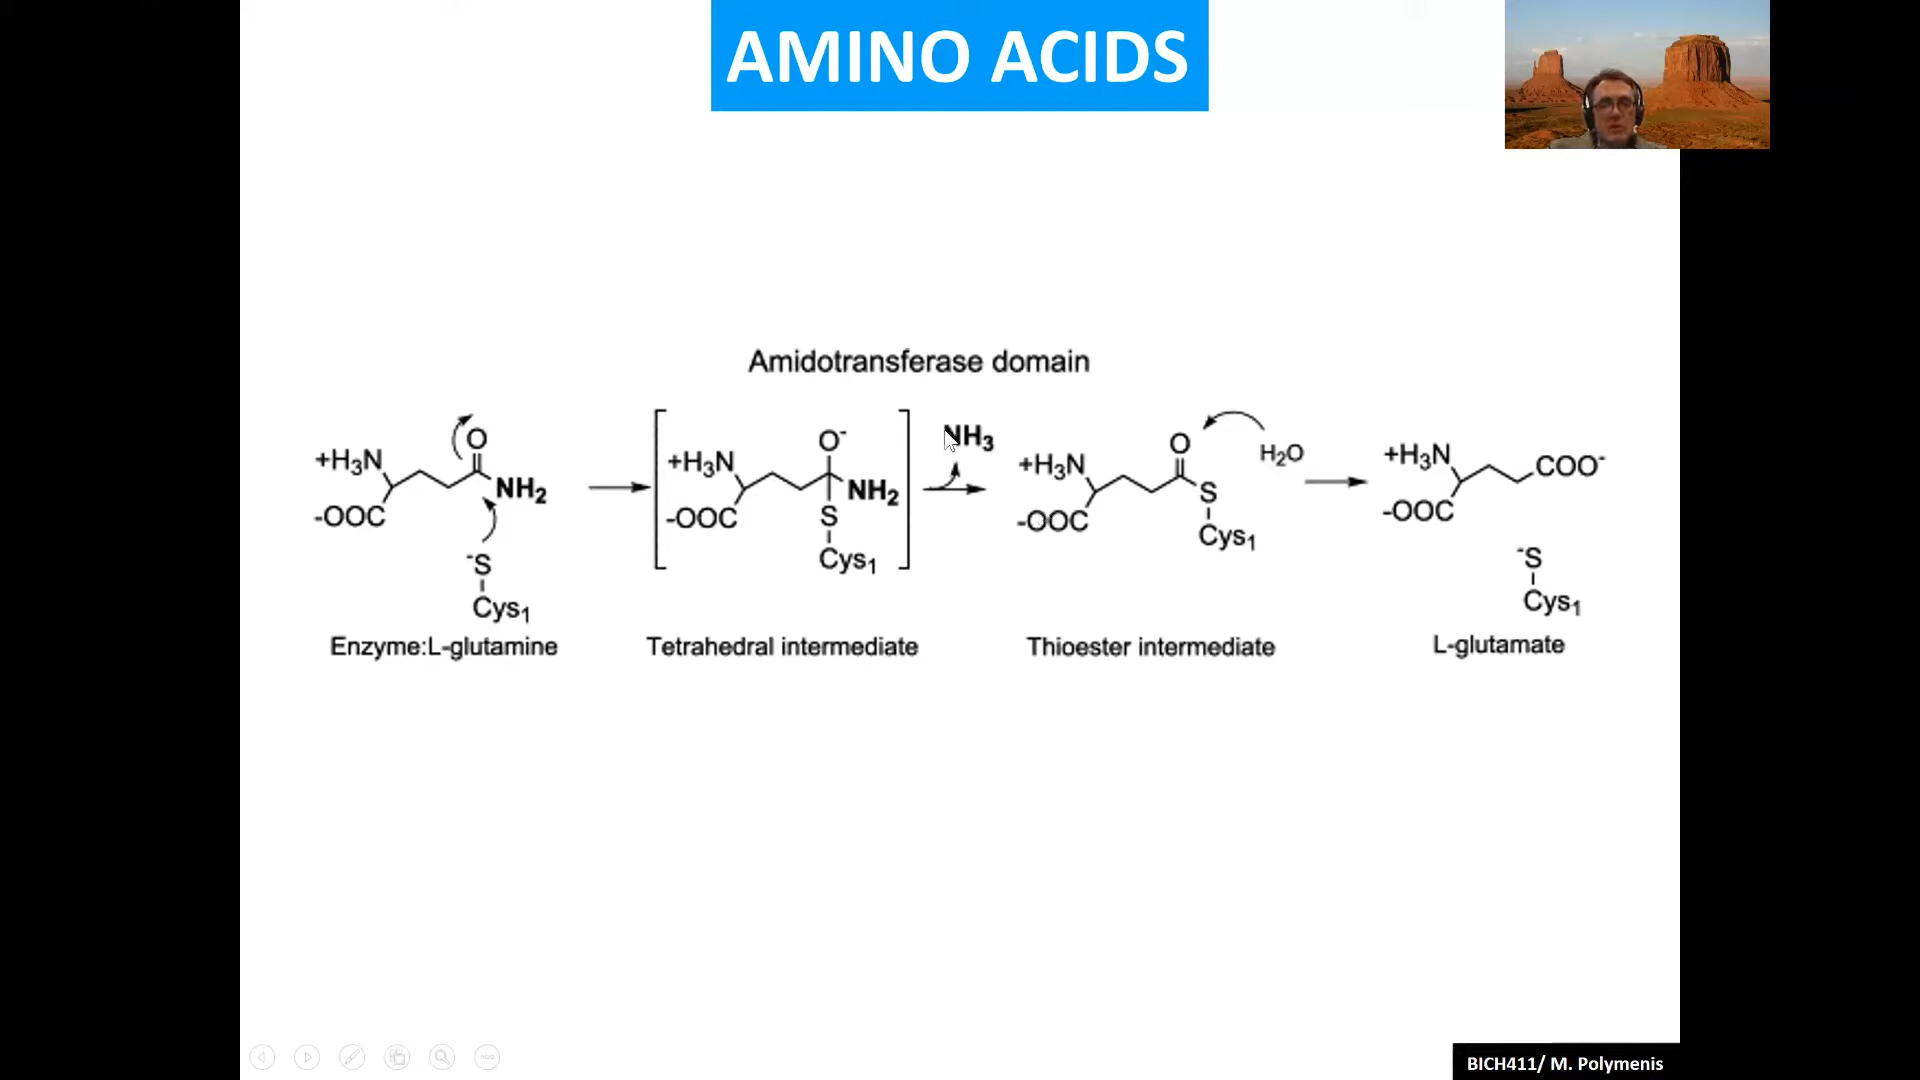 AMINO ACIDS
Amidotransferase domain
+H3N
O
NH2
-OOC
-S
Cys1
Enzyme:L-glutamine
+H3N
O-
NH2
-OOC
S
Cys1
Tetrahedral intermediate
NH3
+H3N
O
S
-OOC
Cys1
H2O
Thioester intermediate
+H3N
COO-
-OOC
-S
Cys1
L-glutamate
BICH411/ M. Polymenis